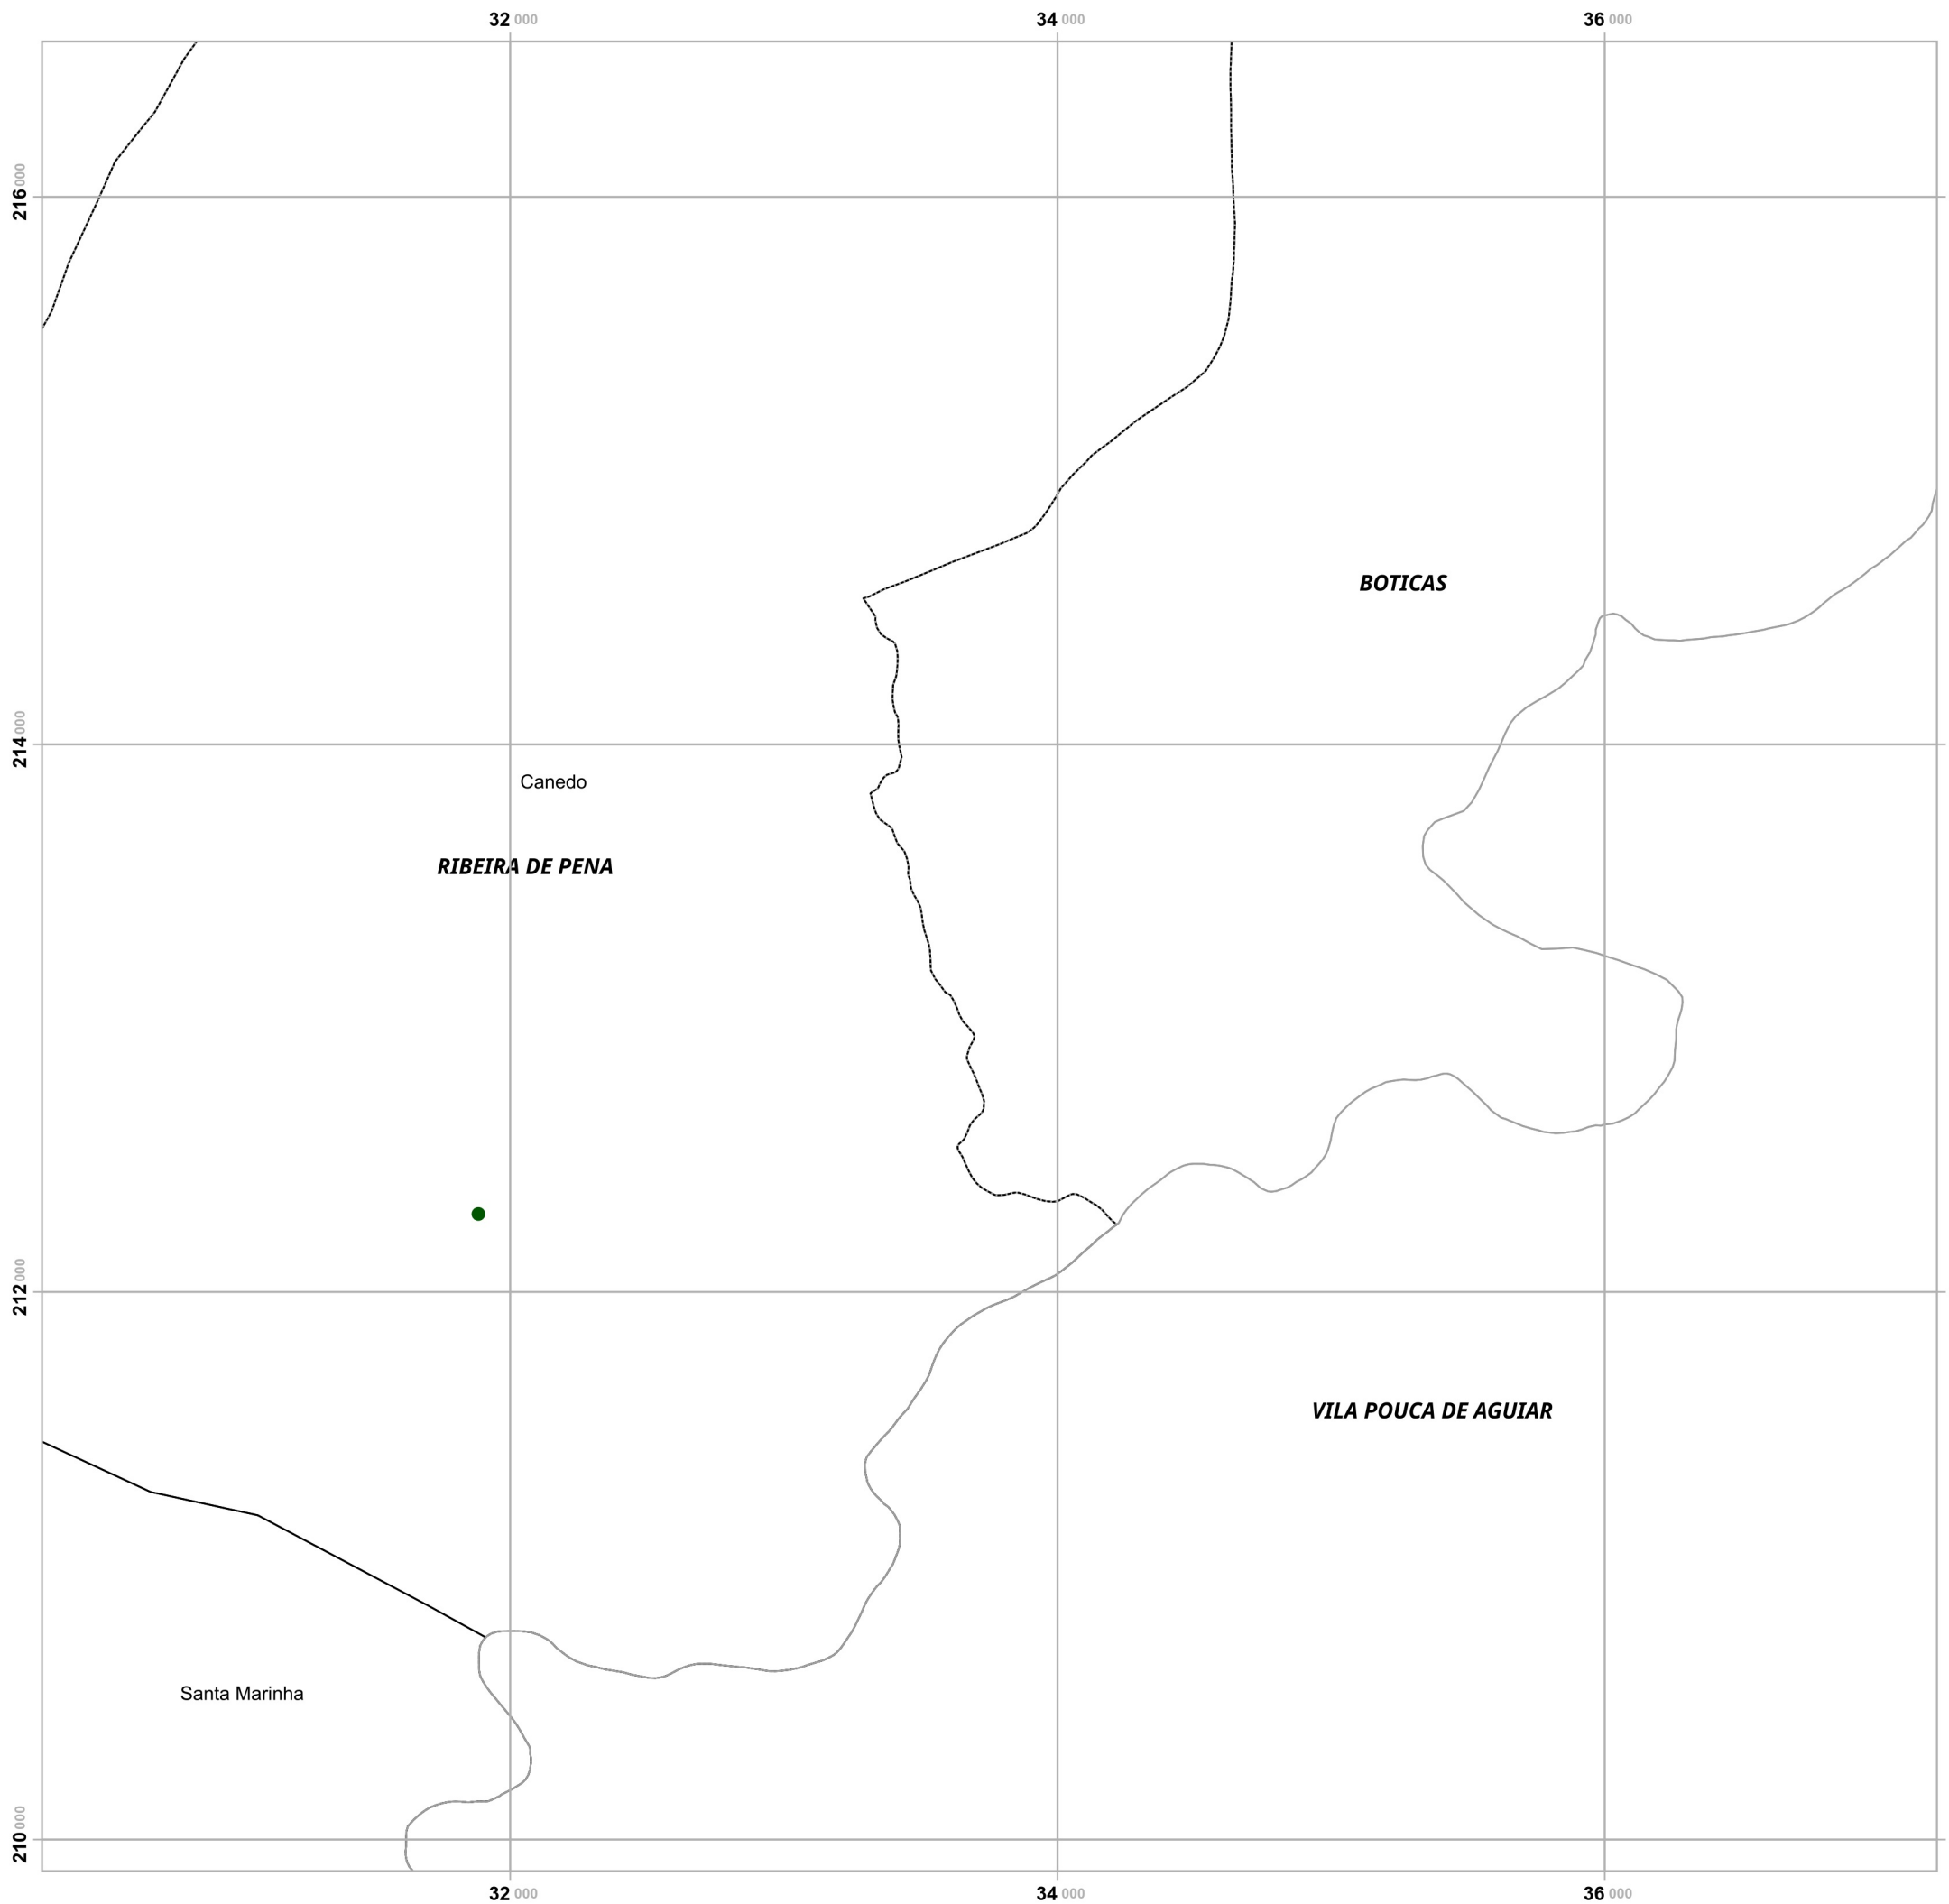 32 000 34 000 36 000
216 000
BOTICAS
214 000
Canedo
RIBEIRA DE PENA
212 000
VILA POUCA DE AGUIAR
Santa Marinha
210 000
32 000 34 000 36 000